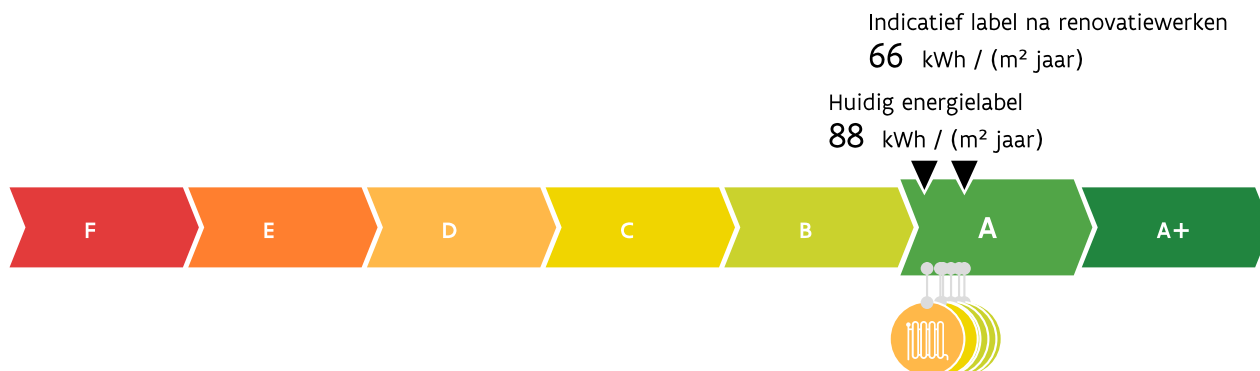 Indicatief label na renovatiewerken
66 kWh / (m² jaar)
Huidig energielabel
88 kWh / (m² jaar)
F E D C B A A+